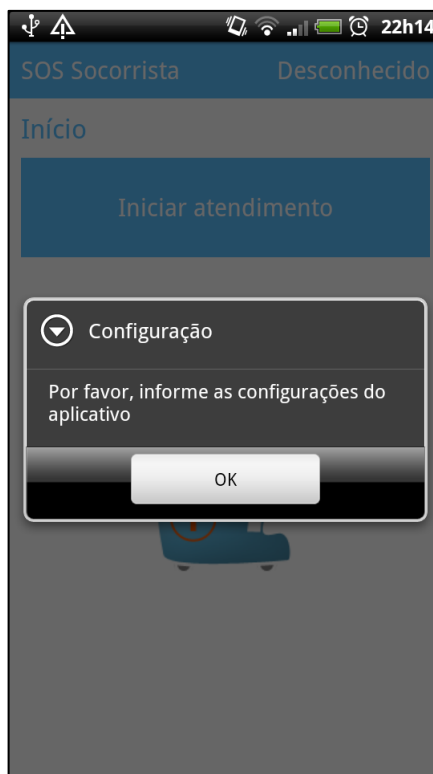 22h14
SOS Socorrista Desconhecido
Início
Iniciar atendimento
Configuração
Por favor, informe as configurações do
aplicativo
OK